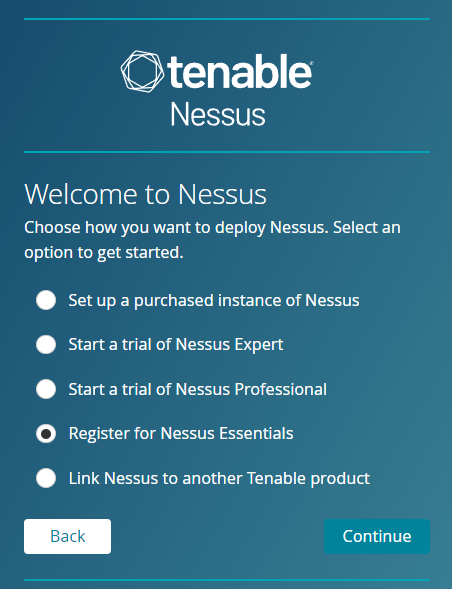 tenable
Nessus
Welcome to Nessus
Choose how you want to deploy Nessus. Select an
option to get started.
Set up a purchased instance of Nessus
Start a trial of Nessus Expert
Start a trial of Nessus Professional
Register for Nessus Essentials
Link Nessus to another Tenable product
Back
Continue